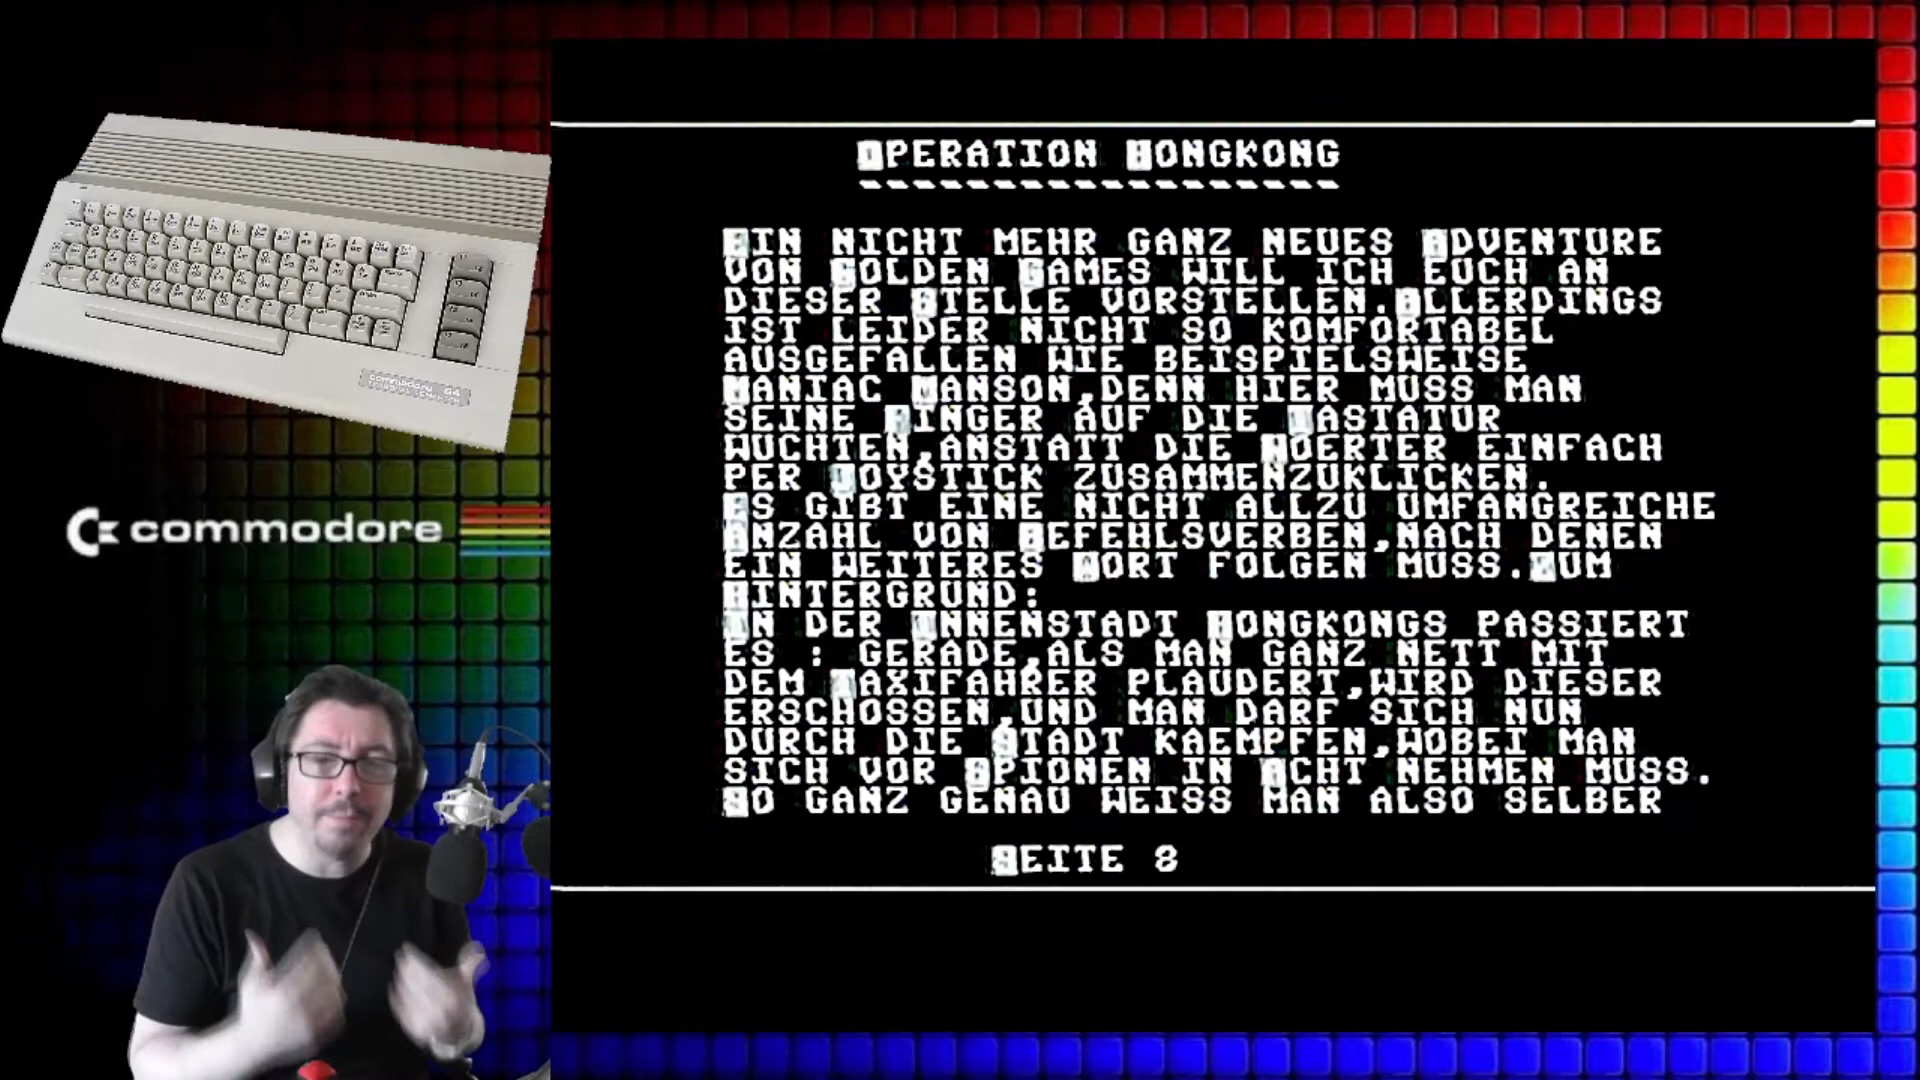 OPERATION HONGKONG
------------------
EIN NICHT MEHR GANZ NEUES ADVENTURE
VON GOLDEN GAMES WILL ICH EUCH AN
DIESER STELLE VORSTELLEN.ALLERDINGS
IST LEIDER NICHT SO KOMFORTABEL
AUSGEFALLEN WIE BEISPIELSWEISE
MANIAC MANSON,DENN HIER MUSS MAN
SEINE FINGER AUF DIE TASTATUR
WUCHTEN,ANSTATT DIE WOERTER EINFACH
PER JOYSTICK ZUSAMMENZUKLICKEN.
ES GIBT EINE NICHT ALLZU UMFANGREICHE
ANZAHL VON BEFEHLSVERBEN,NACH DENEN
EIN WEITERES WORT FOLGEN MUSS.ZUM
HINTERGRUND:
IN DER INNENSTADT HONGKONGS PASSIERT
ES : GERADE,ALS MAN GANZ NETT MIT
DEM TAXIFAHRER PLAUDERT,WIRD DIESER
ERSCHOSSEN,UND MAN DARF SICH NUN
DURCH DIE STADT KAEMPFEN,WOBEI MAN
SICH VOR SPIONEN IN ACHT NEHMEN MUSS.
SO GANZ GENAU WEISS MAN ALSO SELBER
SEITE 8
commodore 64
commodore